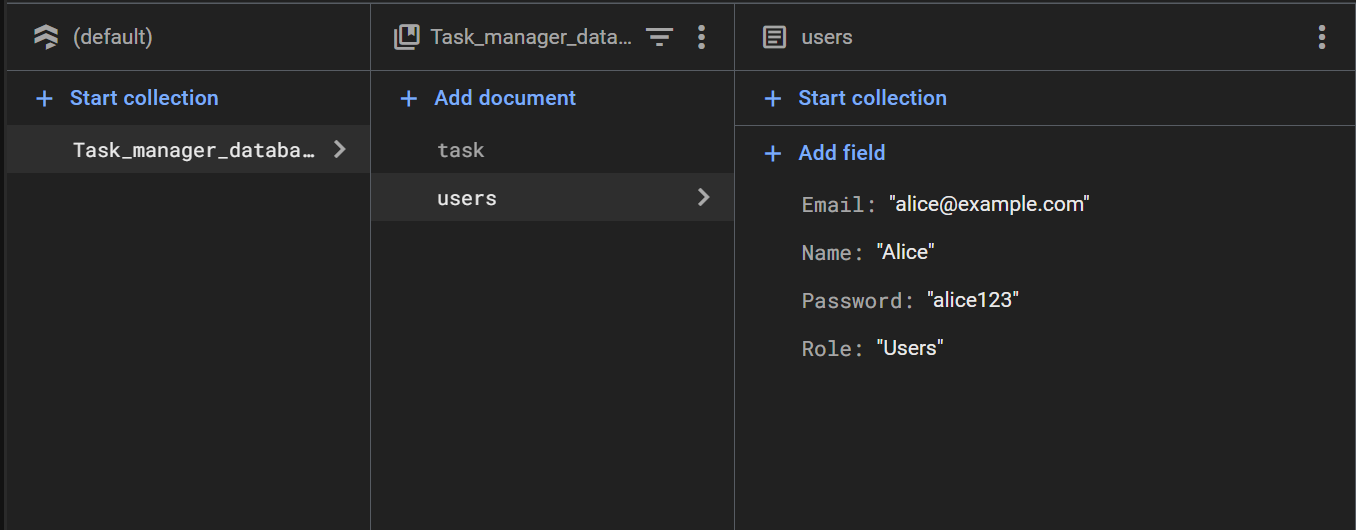 (default)
Start collection
Task_manager_databa…
Task_manager_data…
Add document
task
users
users
Start collection
Add field
Email: "alice@example.com"
Name: "Alice"
Password: "alice123"
Role: "Users"